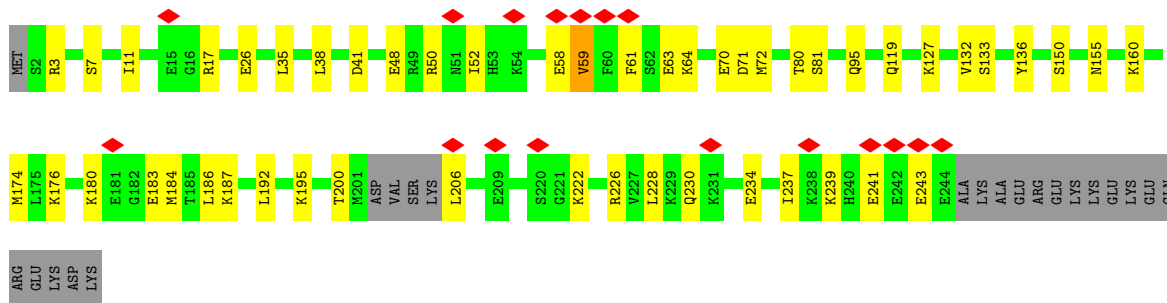 MET S2 R3 S7 I11 E15 G16 R17 E26 L35 L38 D41 E48 R49 R50 N51 I52 H53 K54 E58 V59 F60 F61 S62 E63 K64 E70 D71 M72 T80 S81 Q95 Q119 K127 V132 S133 Y136 S150 N155 K160
M174 L175 K176 K180 E181 G182 E183 M184 T185 L186 K187 L192 K195 T200 M201 ASP VAL SER LYS L206 E209 S220 G221 K222 R226 V227 L228 K229 Q230 K231 E234 I237 K238 K239 H240 E241 E242 E243 E244 ALA LYS ALA GLU ARG GLU LYS LYS GLU LYS GLU GLN
ARG GLU LYS ASP LYS